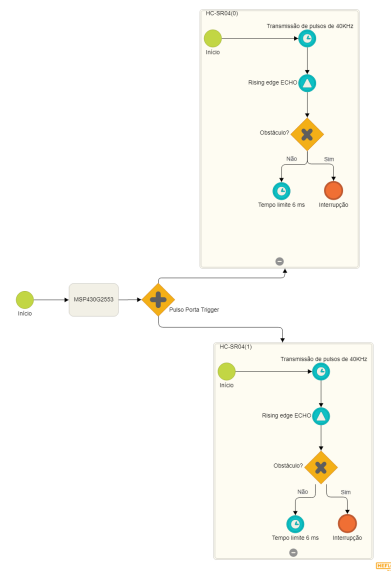 HC-SR04(0)
Transmissão de pulsos de 40KHz
Início
Rising edge ECHO
Obstáculo?
Não
Sim
Tempo limite 6 ms
Interrupção
MSP430G2553
Início
Pulso Porta Trigger
HC-SR04(1)
Transmissão de pulsos de 40KHz
Início
Rising edge ECHO
Obstáculo?
Não
Sim
Tempo limite 6 ms
Interrupção